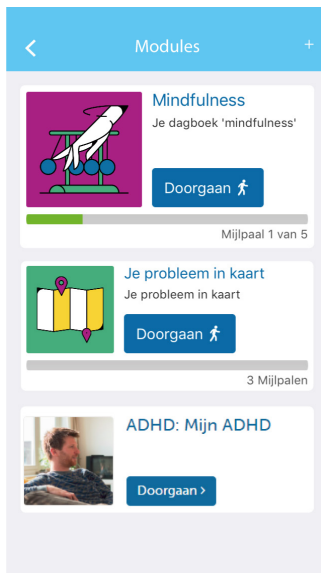 Modules
+
Mindfulness
Je dagboek 'mindfulness'
Doorgaan
Mijlpaal 1 van 5
Je probleem in kaart
Je probleem in kaart
Doorgaan
3 Mijlpalen
ADHD: Mijn ADHD
Doorgaan >